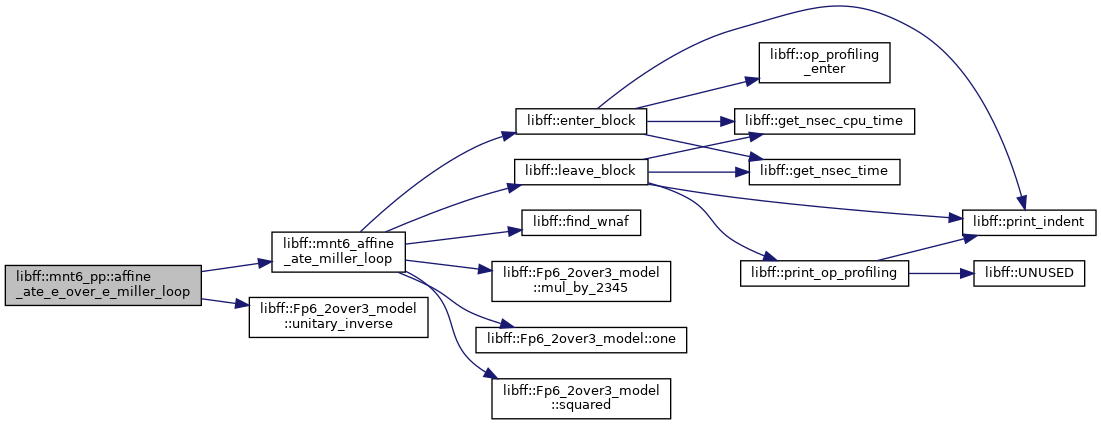 libff::mnt6_pp::affine
_ate_e_over_e_miller_loop
libff::mnt6_affine
_ate_miller_loop
libff::Fp6_2over3_model
::unitary_inverse
libff::enter_block
libff::leave_block
libff::find_wnaf
libff::Fp6_2over3_model
::mul_by_2345
libff::Fp6_2over3_model::one
libff::Fp6_2over3_model
::squared
libff::op_profiling
_enter
libff::get_nsec_cpu_time
libff::get_nsec_time
libff::print_op_profiling
libff::print_indent
libff::UNUSED